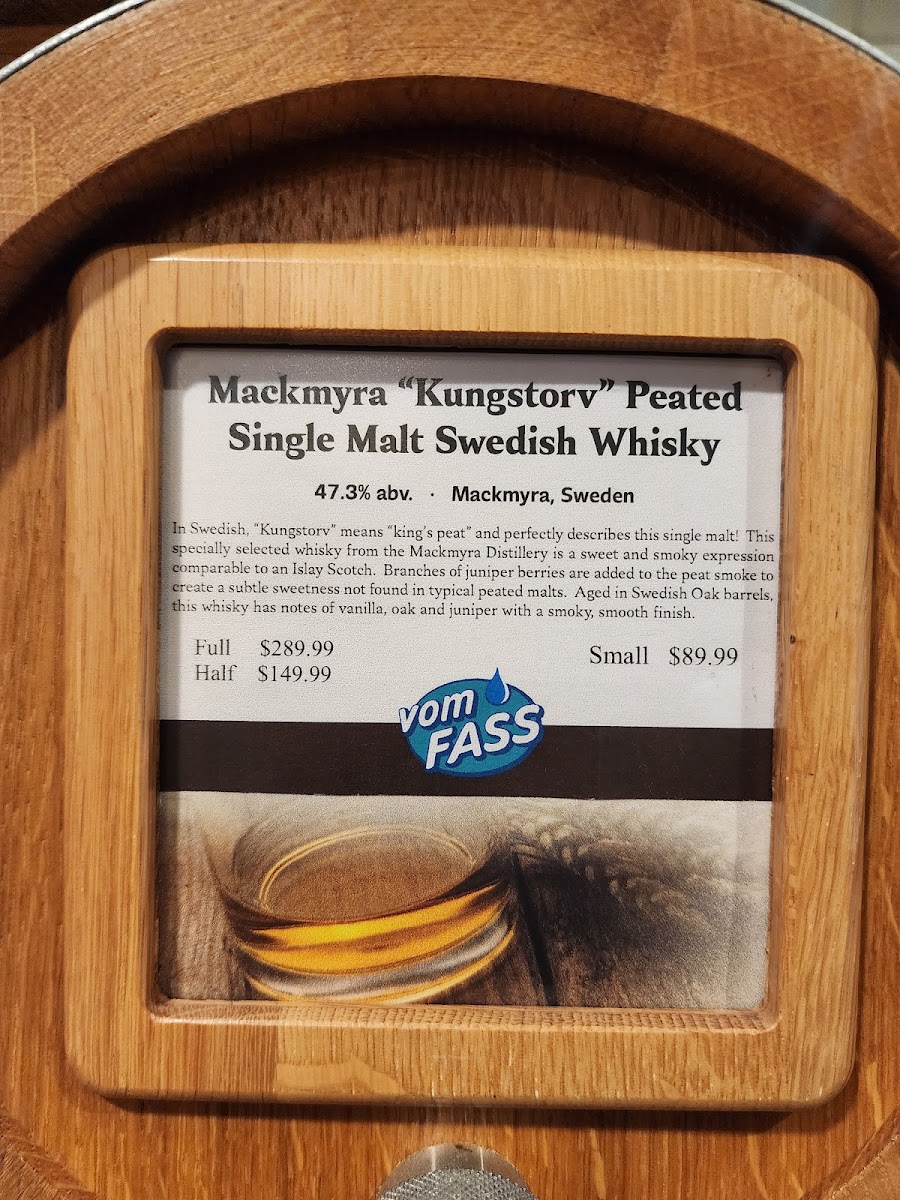 Mackmyra “Kungstorv” Peated
Single Malt Swedish Whisky
47.3% abv. · Mackmyra, Sweden
In Swedish, “Kungstorv” means “king’s peat” and perfectly describes this single malt! This
specially selected whisky from the Mackmyra Distillery is a sweet and smoky expression
comparable to an Islay Scotch. Branches of juniper berries are added to the peat smoke to
create a subtle sweetness not found in typical peated malts. Aged in Swedish Oak barrels,
this whisky has notes of vanilla, oak and juniper with a smoky, smooth finish.
Full $289.99
Half $149.99
Small $89.99
vom
FASS